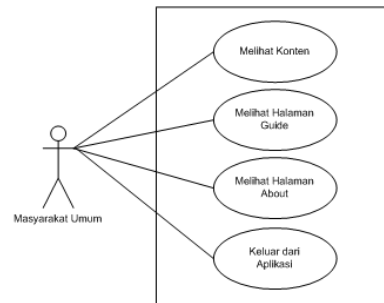 Melihat Konten
Melihat Halaman
Guide
Melihat Halaman
About
Masyarakat Umum
Keluar dari
Aplikasi